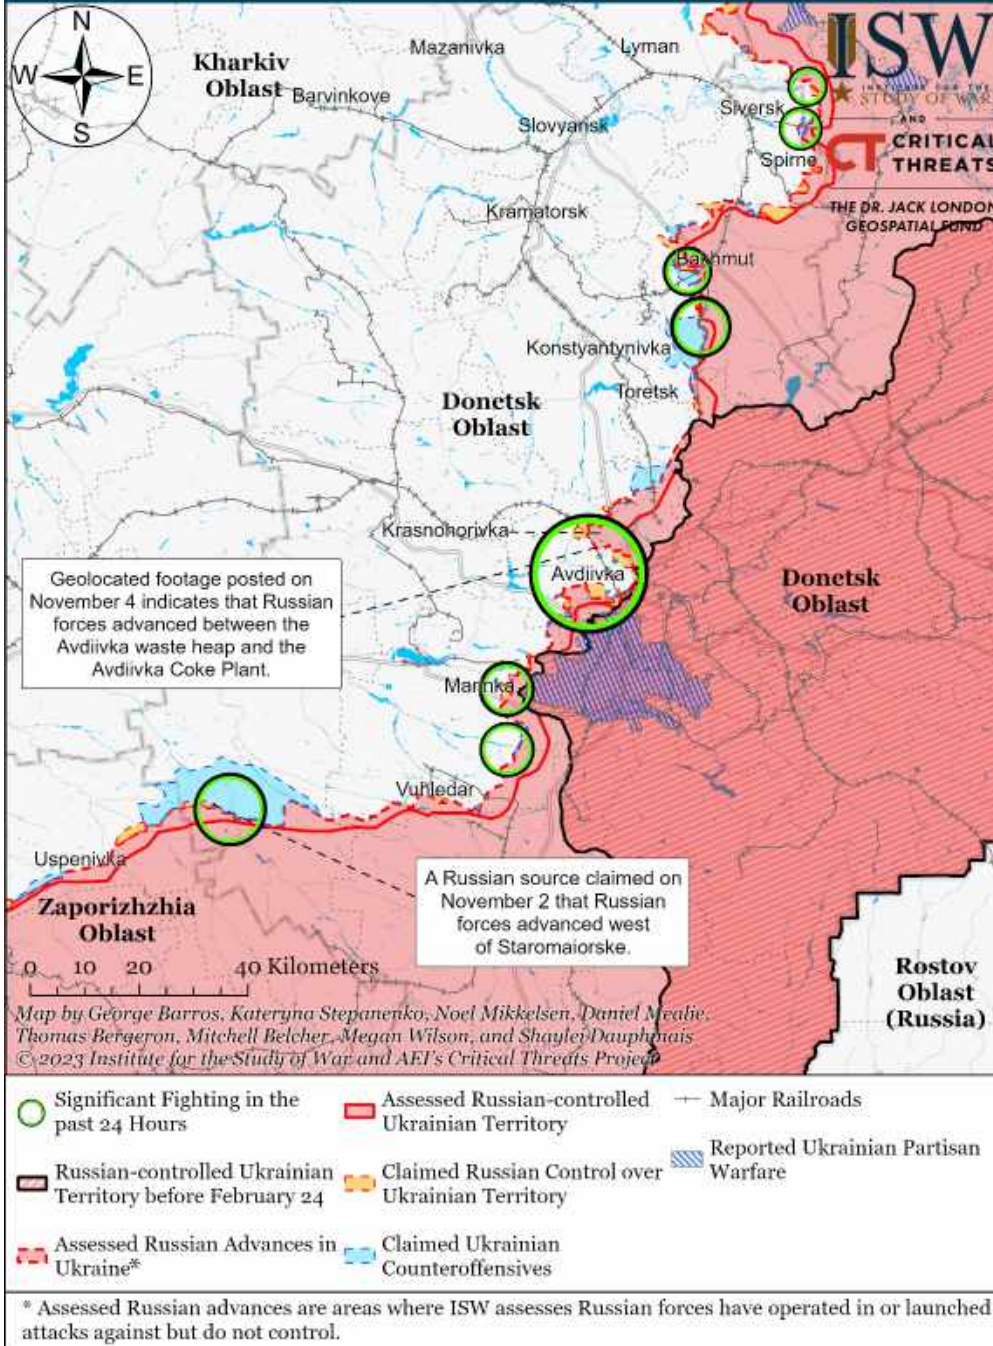 N
W E
S
ISW
INSTITUTE FOR THE
STUDY OF WAR
AND
CT CRITICAL
THREATS
THE DR. JACK LONDON
GEOSPATIAL FUND
Mazanivka
Lyman
Kharkiv
Oblast
Barvinkove
Siversk
Slovyansk
Spirne
Kramatorsk
Bakhmut
Konstyantynivka
Toretsk
Donetsk
Oblast
Krasnohorivka
Avdiivka
Donetsk
Oblast
Geolocated footage posted on
November 4 indicates that Russian
forces advanced between the
Avdiivka waste heap and the
Avdiivka Coke Plant.
Marinka
Vuhledar
Uspenivka
A Russian source claimed on
November 2 that Russian
forces advanced west
of Staromaiorske.
Zaporizhzhia
Oblast
Rostov
Oblast
(Russia)
0 10 20 40 Kilometers
Map by George Barros, Kateryna Stepanenko, Noel Mikkelsen, Daniel Mealie,
Thomas Bergeron, Mitchell Belcher, Megan Wilson, and Shaylei Dauphinais
© 2023 Institute for the Study of War and AEI's Critical Threats Project
Significant Fighting in the
past 24 Hours
Russian-controlled Ukrainian
Territory before February 24
Assessed Russian Advances in
Ukraine*
Assessed Russian-controlled
Ukrainian Territory
Claimed Russian Control over
Ukrainian Territory
Claimed Ukrainian
Counteroffensives
Major Railroads
Reported Ukrainian Partisan
Warfare
* Assessed Russian advances are areas where ISW assesses Russian forces have operated in or launched
attacks against but do not control.